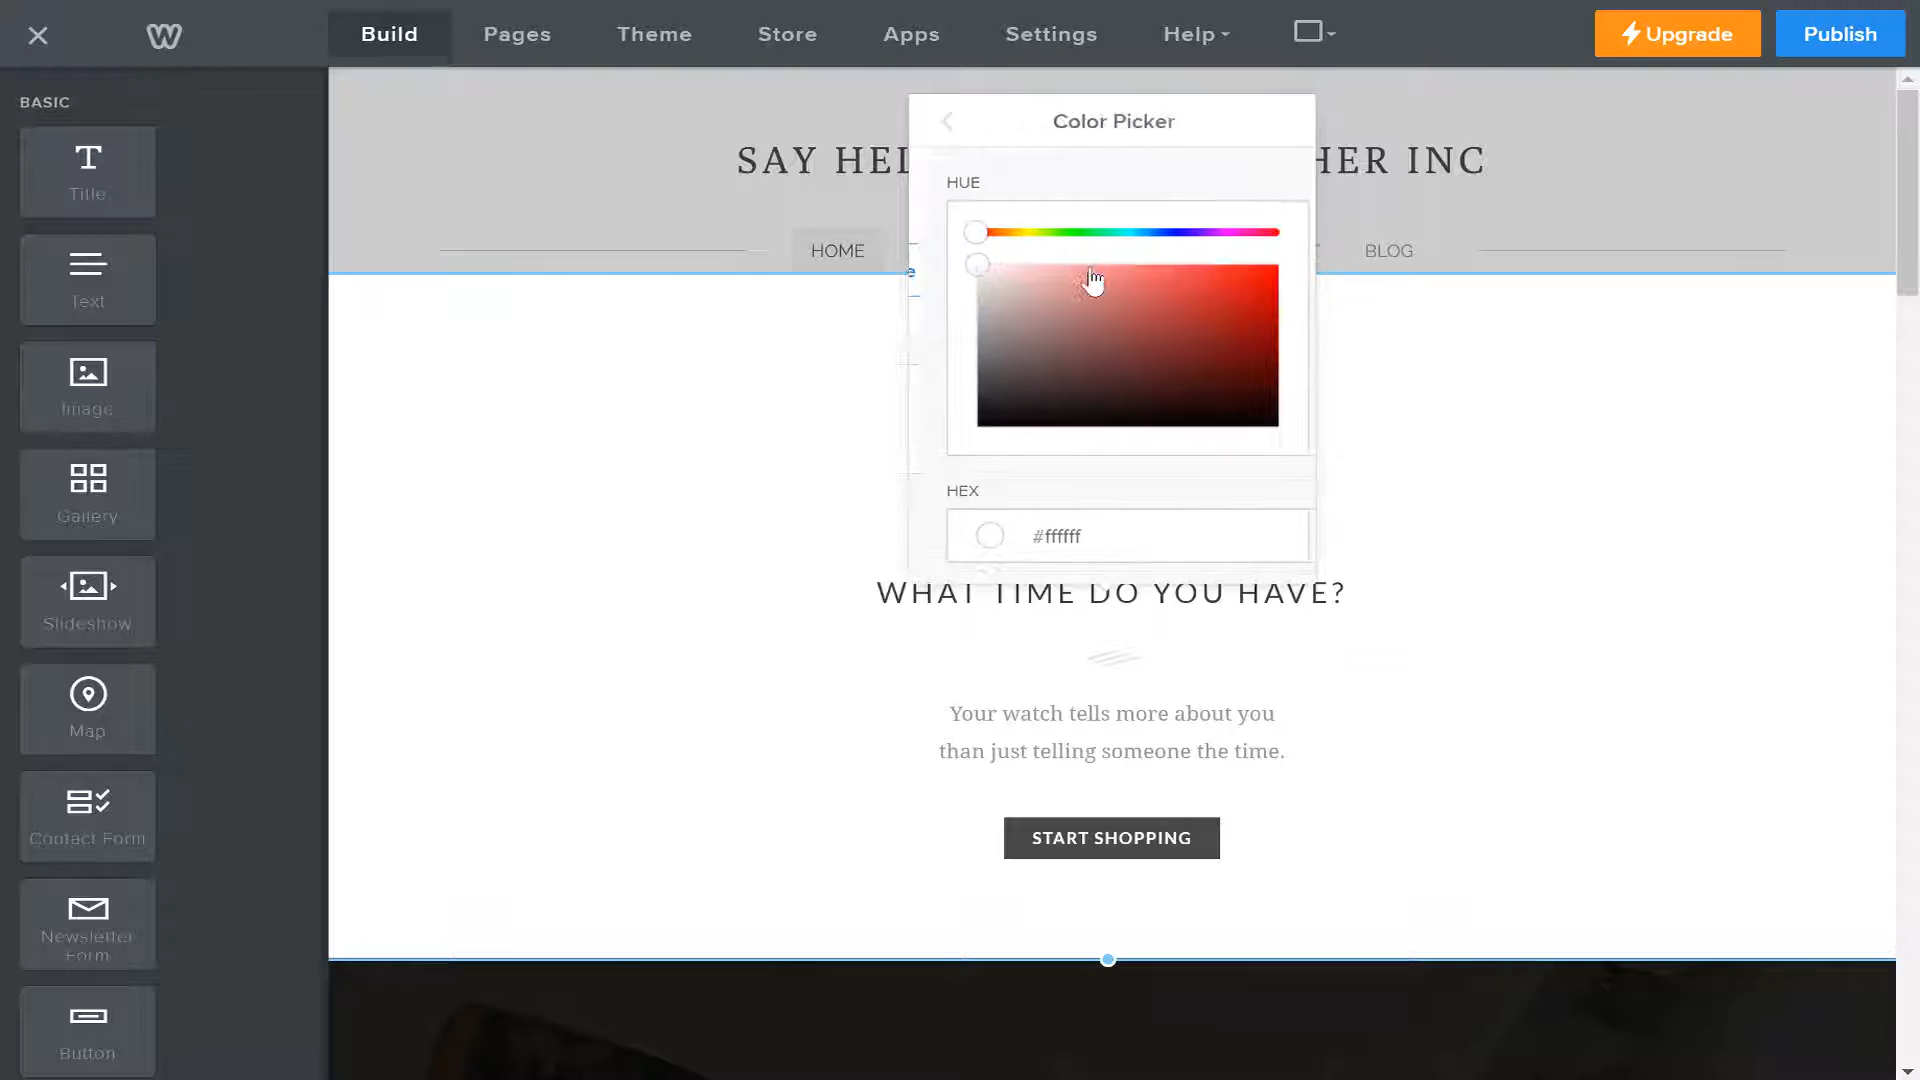 Build
Pages
Theme
Store
Apps
Settings
Help
Upgrade
Publish
BASIC
Title
Text
Image
Gallery
Slideshow
Map
Contact Form
Newsletter
Form
Button
Color Picker
SAY HEL
HER INC
HUE
HOME
BLOG
e
HEX
#ffffff
WHAT TIME DO YOU HAVE?
Your watch tells more about you
than just telling someone the time.
START SHOPPING